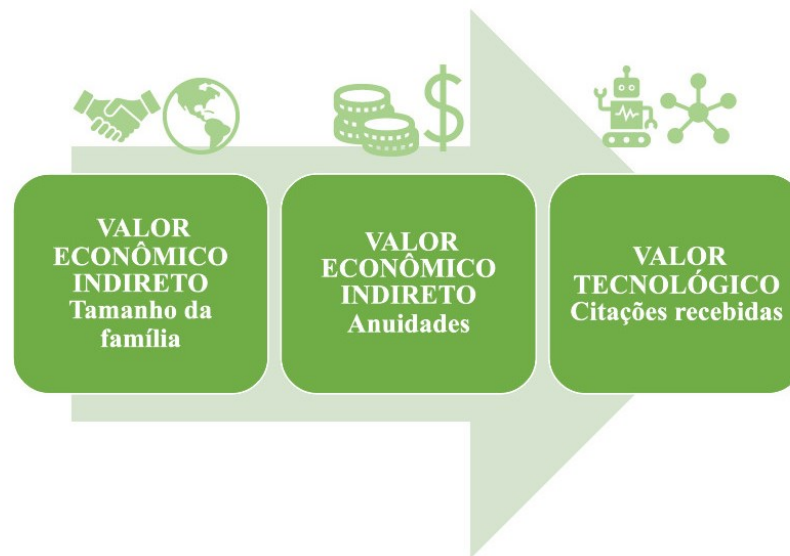 VALOR
ECONÔMICO
INDIRETO
Tamanho da
família
VALOR
ECONÔMICO
INDIRETO
Anuidades
VALOR
TECNOLÓGICO
Citações recebidas